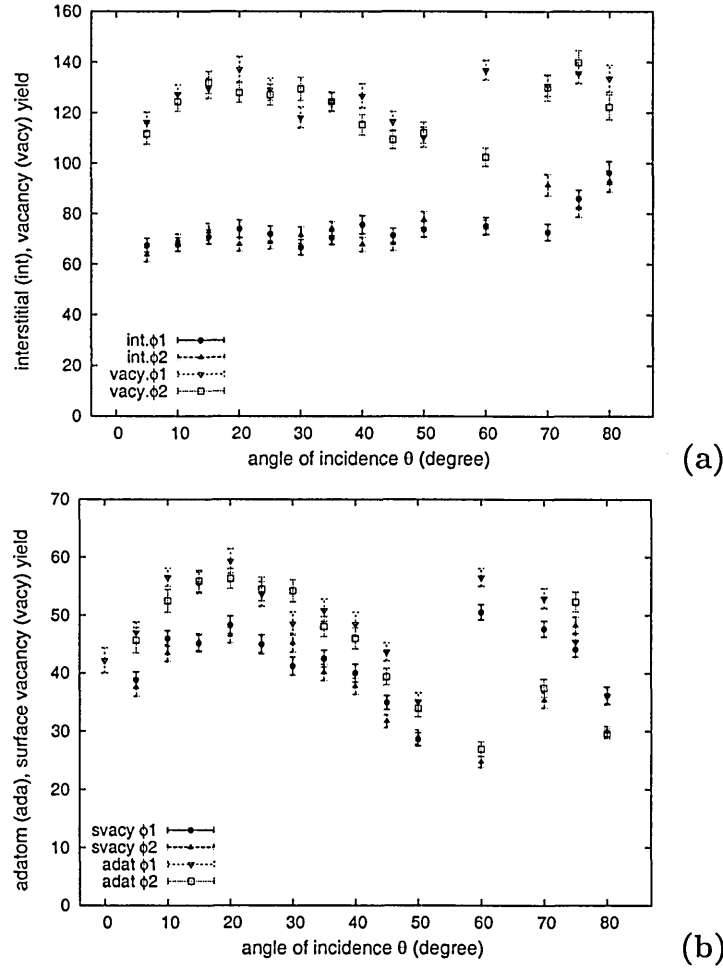 160
140
120
100
80
60
40
20
0
interstitial (int), vacancy (vacy) yield
int.ϕ1
int.ϕ2
vacy.ϕ1
vacy.ϕ2
0 10 20 30 40 50 60 70 80
angle of incidence θ (degree)
(a)
70
60
50
40
30
20
10
0
adatom (ada), surface vacancy (vacy) yield
svacy ϕ1
svacy ϕ2
adat ϕ1
adat ϕ2
0 10 20 30 40 50 60 70 80
angle of incidence θ (degree)
(b)